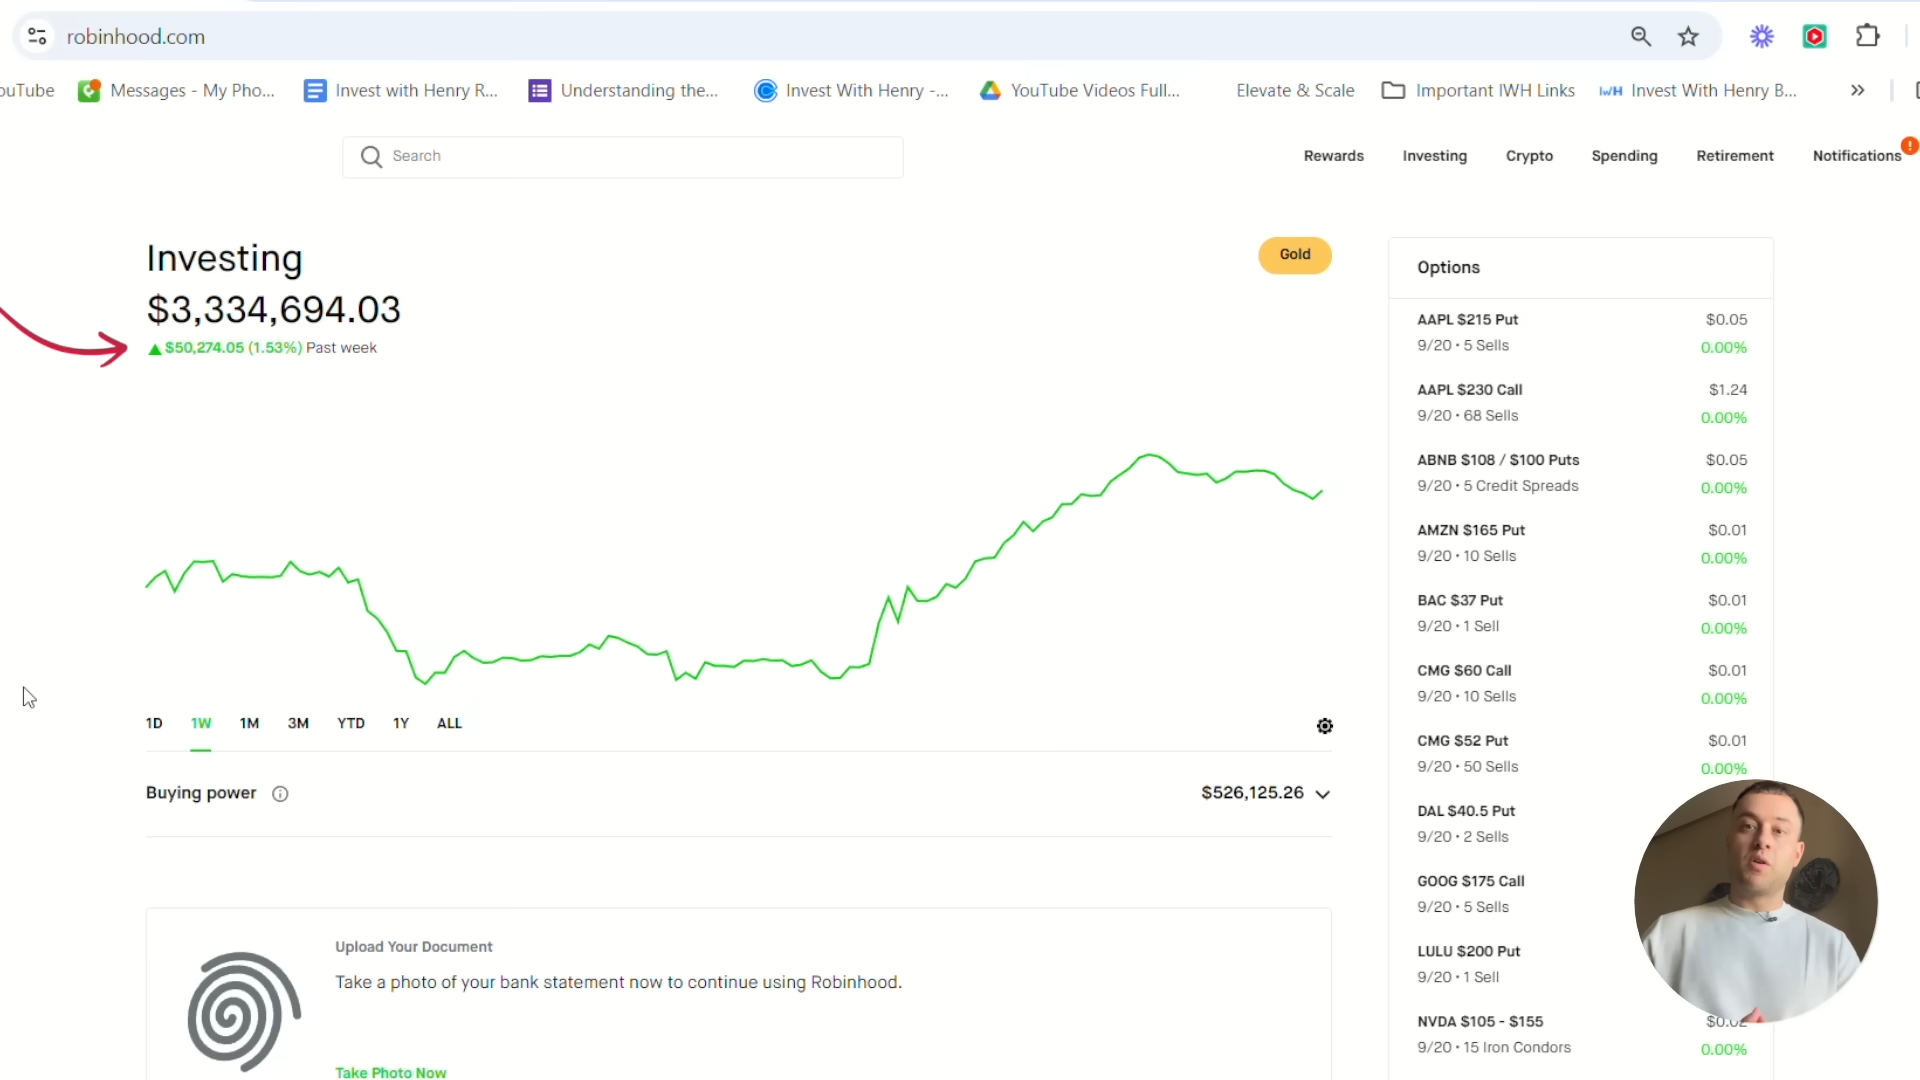 robinhood.com
ouTube
Messages - My Pho...
Invest with Henry R...
Understanding the...
Invest With Henry -...
YouTube Videos Full...
Elevate & Scale
Important IWH Links
IWH Invest With Henry B...
Search
Rewards
Investing
Crypto
Spending
Retirement
Notifications
!
Investing
$3,334,694.03
$50,274.05 (1.53%) Past week
Gold
1D 1W 1M 3M YTD 1Y ALL
Buying power
$526,125.26
Upload Your Document
Take a photo of your bank statement now to continue using Robinhood.
Take Photo Now
Options
AAPL $215 Put $0.05
9/20 • 5 Sells 0.00%
AAPL $230 Call $1.24
9/20 • 68 Sells 0.00%
ABNB $108 / $100 Puts $0.05
9/20 • 5 Credit Spreads 0.00%
AMZN $165 Put $0.01
9/20 • 10 Sells 0.00%
BAC $37 Put $0.01
9/20 • 1 Sell 0.00%
CMG $60 Call $0.01
9/20 • 10 Sells 0.00%
CMG $52 Put $0.01
9/20 • 50 Sells 0.00%
DAL $40.5 Put
9/20 • 2 Sells
GOOG $175 Call
9/20 • 5 Sells
LULU $200 Put
9/20 • 1 Sell
NVDA $105 - $155 $0.02
9/20 • 15 Iron Condors 0.00%